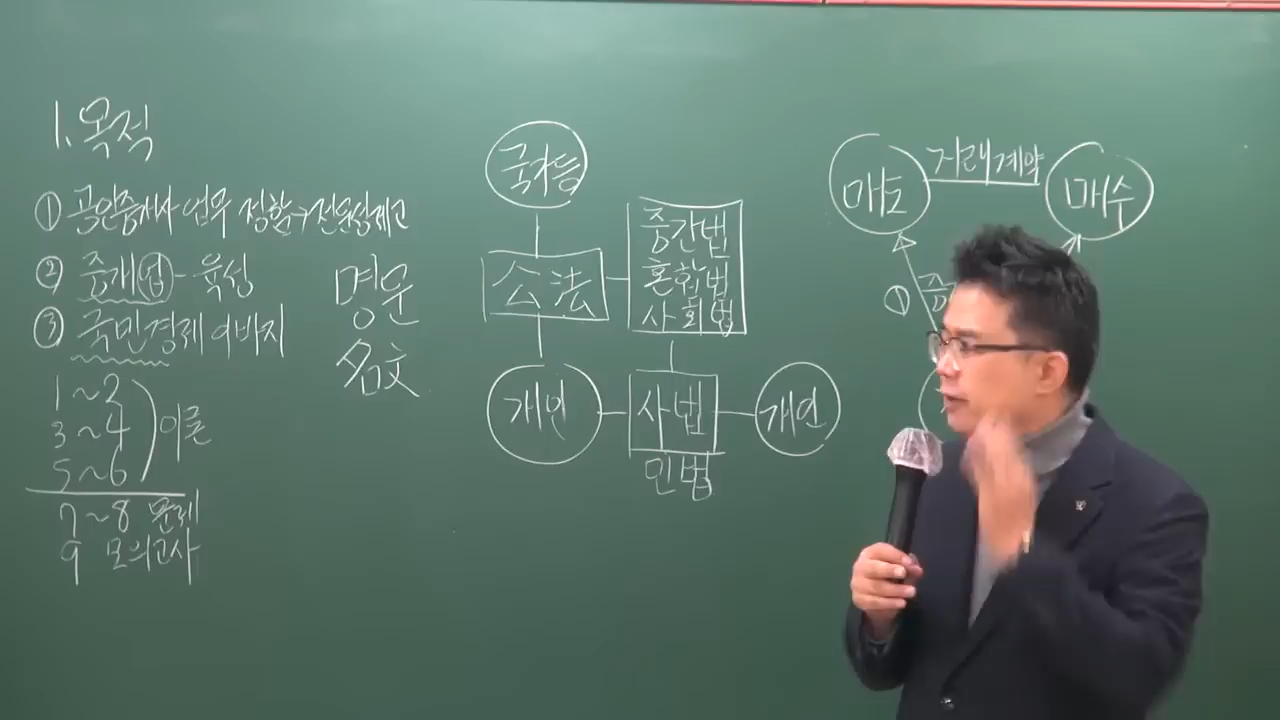 1. 목적
① 공인중개사 업무 적합 → 전문성제고
② 중개업 - 육성
③ 국민경제 이바지
명문
名文
1~2
3~4
5~6
이론
7~8 문제
9 모의고사
국가등
公法
중간법
혼합법
사회법
개인
사법
개인
민법
매도
거래계약
매수
①